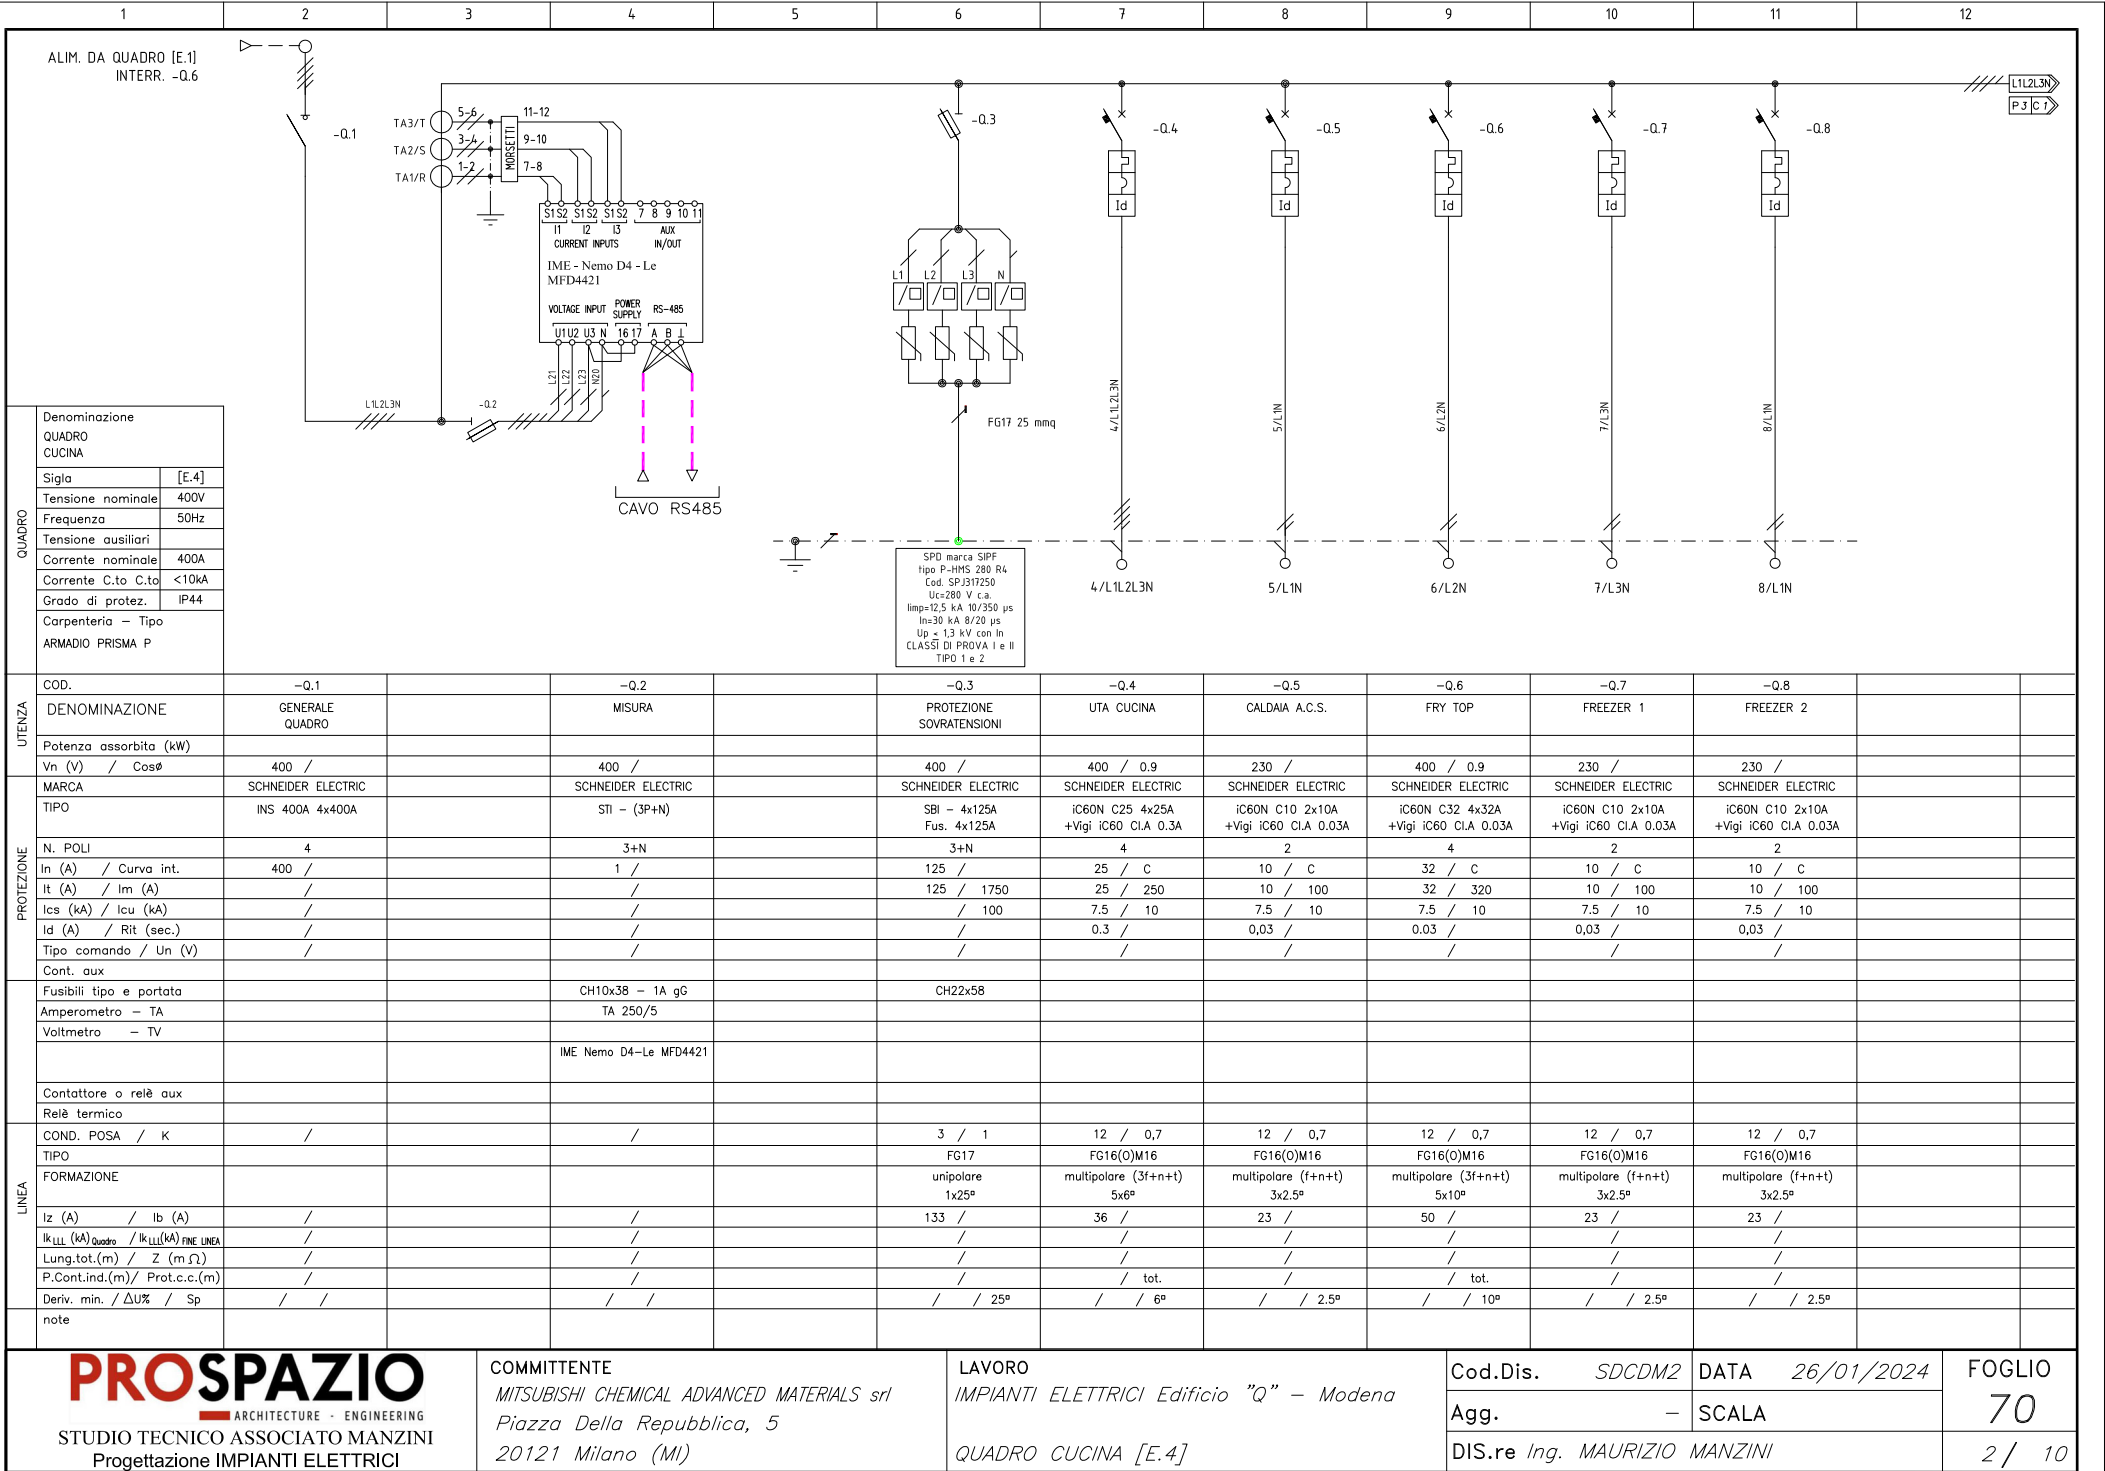 1 2 3 4 5 6 7 8 9 10 11 12
ALIM. DA QUADRO [E.1]
INTERR. -Q.6
-Q.1
TA3/T 5-6 11-12
TA2/S 3-4 9-10
TA1/R 1-2 7-8
MORSETTI
S1 S2 S1 S2 S1 S2 7 8 9 10 11
I1 I2 I3 AUX
CURRENT INPUTS IN/OUT
IME - Nemo D4 - Le
MFD4421
VOLTAGE INPUT POWER SUPPLY RS-485
U1 U2 U3 N 16 17 A B ⊥
L21 L22 L23 N20
L1L2L3N
-Q.2
CAVO RS485
-Q.3
L1 L2 L3 N
FG17 25 mmq
SPD marca SIPF
tipo P-HMS 280 R4
Cod. SPJ317250
Uc=280 V c.a.
Iimp=12,5 kA 10/350 µs
In=30 kA 8/20 µs
Up ≤ 1,3 kV con In
CLASSI DI PROVA I e II
TIPO 1 e 2
-Q.4 -Q.5 -Q.6 -Q.7 -Q.8
Id Id Id Id Id
4/L1L2L3N 5/L1N 6/L2N 7/L3N 8/L1N
4/L1L2L3N 5/L1N 6/L2N 7/L3N 8/L1N
L1L2L3N
P3 C1
QUADRO
Denominazione
QUADRO
CUCINA
Sigla [E.4]
Tensione nominale 400V
Frequenza 50Hz
Tensione ausiliari
Corrente nominale 400A
Corrente C.to C.to <10kA
Grado di protez. IP44
Carpenteria – Tipo
ARMADIO PRISMA P
UTENZA
COD. -Q.1 -Q.2 -Q.3 -Q.4 -Q.5 -Q.6 -Q.7 -Q.8
DENOMINAZIONE GENERALE QUADRO MISURA PROTEZIONE SOVRATENSIONI UTA CUCINA CALDAIA A.C.S. FRY TOP FREEZER 1 FREEZER 2
Potenza assorbita (kW)
Vn (V) / Cosø 400 / 400 / 400 / 400 / 0.9 230 / 400 / 0.9 230 / 230 /
PROTEZIONE
MARCA SCHNEIDER ELECTRIC SCHNEIDER ELECTRIC SCHNEIDER ELECTRIC SCHNEIDER ELECTRIC SCHNEIDER ELECTRIC SCHNEIDER ELECTRIC SCHNEIDER ELECTRIC SCHNEIDER ELECTRIC
TIPO INS 400A 4x400A STI – (3P+N) SBI – 4x125A iC60N C25 4x25A iC60N C10 2x10A iC60N C32 4x32A iC60N C10 2x10A iC60N C10 2x10A
Fus. 4x125A +Vigi iC60 Cl.A 0.3A +Vigi iC60 Cl.A 0.03A +Vigi iC60 Cl.A 0.03A +Vigi iC60 Cl.A 0.03A +Vigi iC60 Cl.A 0.03A
N. POLI 4 3+N 3+N 4 2 4 2 2
In (A) / Curva int. 400 / 1 / 125 / 25 / C 10 / C 32 / C 10 / C 10 / C
It (A) / Im (A) / / 125 / 1750 25 / 250 10 / 100 32 / 320 10 / 100 10 / 100
Ics (kA) / Icu (kA) / / / 100 7.5 / 10 7.5 / 10 7.5 / 10 7.5 / 10 7.5 / 10
Id (A) / Rit (sec.) / / / 0.3 / 0,03 / 0.03 / 0,03 / 0,03 /
Tipo comando / Un (V) / / / / / / / /
Cont. aux
Fusibili tipo e portata CH10x38 – 1A gG CH22x58
Amperometro – TA TA 250/5
Voltmetro – TV
IME Nemo D4–Le MFD4421
Contattore o relè aux
Relè termico
LINEA
COND. POSA / K / / 3 / 1 12 / 0,7 12 / 0,7 12 / 0,7 12 / 0,7 12 / 0,7
TIPO FG17 FG16(O)M16 FG16(O)M16 FG16(O)M16 FG16(O)M16 FG16(O)M16
FORMAZIONE unipolare multipolare (3f+n+t) multipolare (f+n+t) multipolare (3f+n+t) multipolare (f+n+t) multipolare (f+n+t)
1x25¤ 5x6¤ 3x2.5¤ 5x10¤ 3x2.5¤ 3x2.5¤
Iz (A) / Ib (A) / / 133 / 36 / 23 / 50 / 23 / 23 /
Ik LLL (kA) Quadro / Ik LLL(kA) FINE LINEA / / / / / / / /
Lung.tot.(m) / Z (mΩ) / / / / / / / /
P.Cont.ind.(m)/ Prot.c.c.(m) / / / / tot. / / tot. / /
Deriv. min. / ΔU% / Sp / / / / / / 25¤ / / 6¤ / / 2.5¤ / / 10¤ / / 2.5¤ / / 2.5¤
note
PROSPAZIO
ARCHITECTURE - ENGINEERING
STUDIO TECNICO ASSOCIATO MANZINI
Progettazione IMPIANTI ELETTRICI
COMMITTENTE
MITSUBISHI CHEMICAL ADVANCED MATERIALS srl
Piazza Della Repubblica, 5
20121 Milano (MI)
LAVORO
IMPIANTI ELETTRICI Edificio "Q" – Modena
QUADRO CUCINA [E.4]
Cod.Dis. SDCDM2 DATA 26/01/2024
Agg. – SCALA
DIS.re Ing. MAURIZIO MANZINI
FOGLIO
70
2 / 10